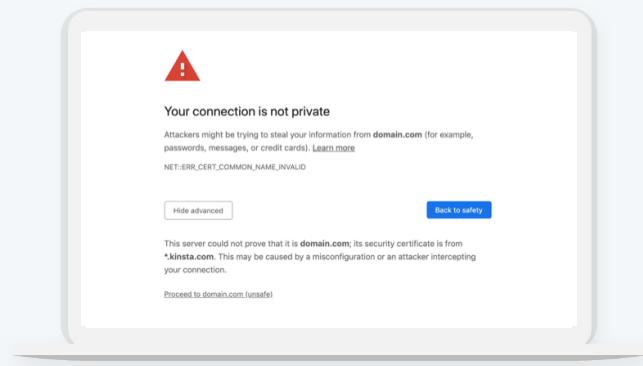 Your connection is not private
Attackers might be trying to steal your information from domain.com (for example,
passwords, messages, or credit cards). Learn more
NET::ERR_CERT_COMMON_NAME_INVALID
Hide advanced
Back to safety
This server could not prove that it is domain.com; its security certificate is from
*.kinsta.com. This may be caused by a misconfiguration or an attacker intercepting
your connection.
Proceed to domain.com (unsafe)